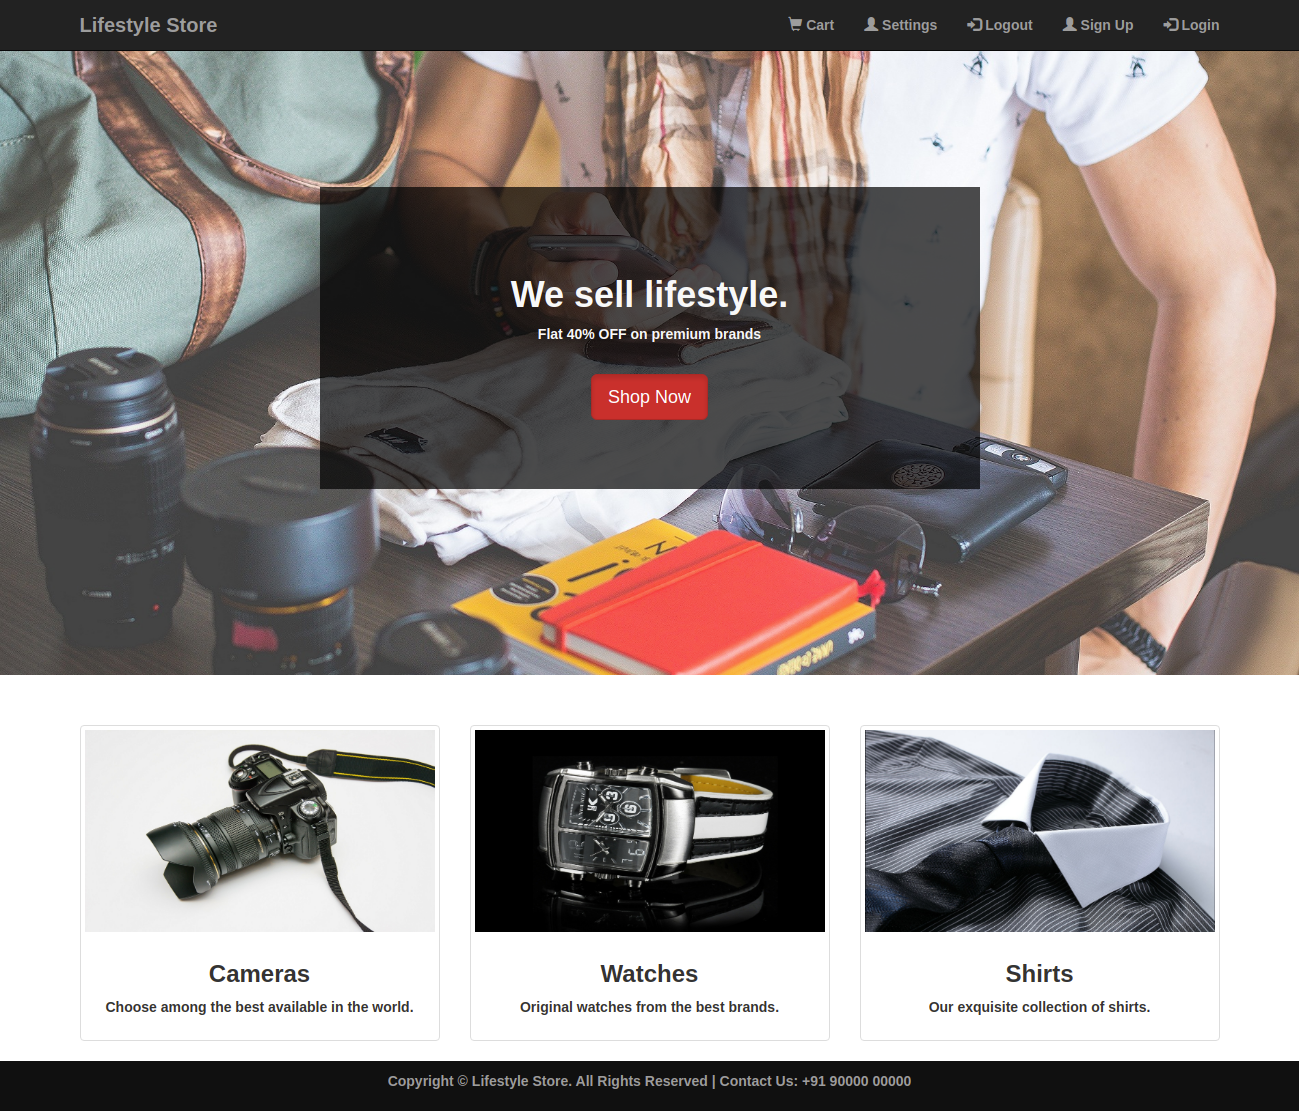 Lifestyle Store
Cart Settings Logout Sign Up Login
We sell lifestyle.
Flat 40% OFF on premium brands
Shop Now
Cameras
Choose among the best available in the world.
Watches
Original watches from the best brands.
Shirts
Our exquisite collection of shirts.
Copyright © Lifestyle Store. All Rights Reserved | Contact Us: +91 90000 00000